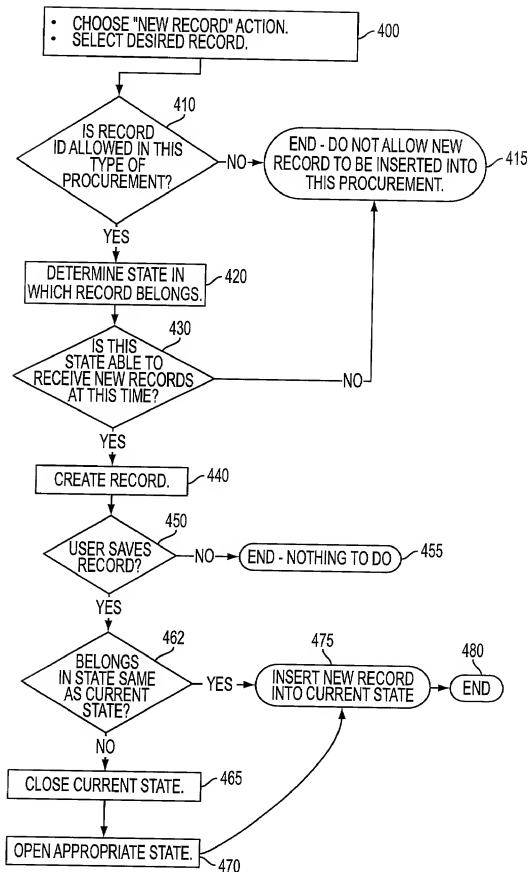 • CHOOSE "NEW RECORD" ACTION.
• SELECT DESIRED RECORD.
400
410
IS RECORD
ID ALLOWED IN THIS
TYPE OF
PROCUREMENT?
NO
END - DO NOT ALLOW NEW
RECORD TO BE INSERTED INTO
THIS PROCUREMENT.
415
YES
DETERMINE STATE IN
WHICH RECORD BELONGS.
420
430
IS THIS
STATE ABLE TO
RECEIVE NEW RECORDS
AT THIS TIME?
NO
YES
CREATE RECORD.
440
450
USER SAVES
RECORD?
NO
END - NOTHING TO DO
455
YES
462
BELONGS
IN STATE SAME
AS CURRENT
STATE?
YES
475
INSERT NEW RECORD
INTO CURRENT STATE
480
END
NO
CLOSE CURRENT STATE.
465
OPEN APPROPRIATE STATE.
470